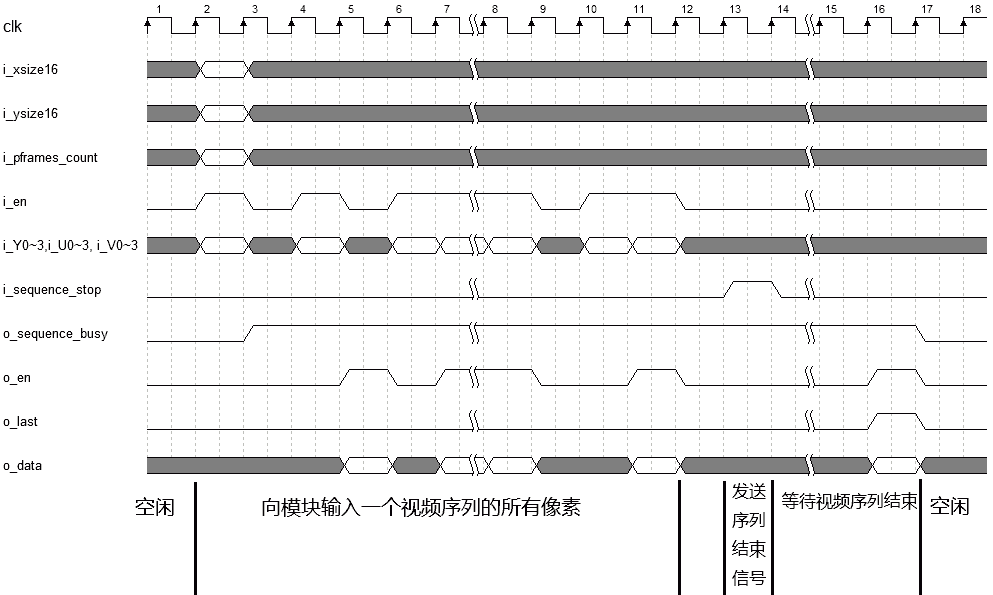 1 2 3 4 5 6 7 8 9 10 11 12 13 14 15 16 17 18
clk
i_xsize16
i_ysize16
i_pframes_count
i_en
i_Y0~3,i_U0~3, i_V0~3
i_sequence_stop
o_sequence_busy
o_en
o_last
o_data
空闲
向模块输入一个视频序列的所有像素
发送
序列
结束
信号
等待视频序列结束
空闲